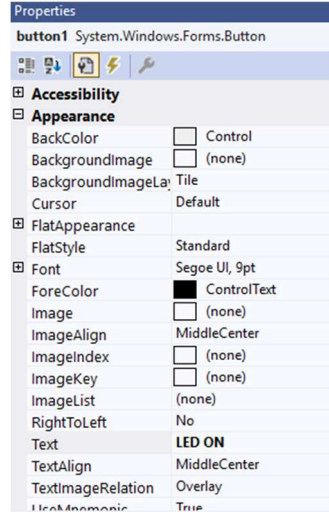 Properties
button1 System.Windows.Forms.Button
Accessibility
Appearance
BackColor Control
BackgroundImage (none)
BackgroundImageLay Tile
Cursor Default
FlatAppearance
FlatStyle Standard
Font Segoe UI, 9pt
ForeColor ControlText
Image (none)
ImageAlign MiddleCenter
ImageIndex (none)
ImageKey (none)
ImageList (none)
RightToLeft No
Text LED ON
TextAlign MiddleCenter
TextImageRelation Overlay
UseMnemonic True